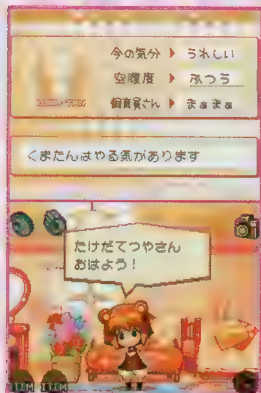 今の気分 ▶ うれしい
空腹度 ▶ ふつう
飼育員さん ▶ まぁまぁ
くまたんはやる気があります
たけだてつやさん
おはよう！
ITEM ITEM